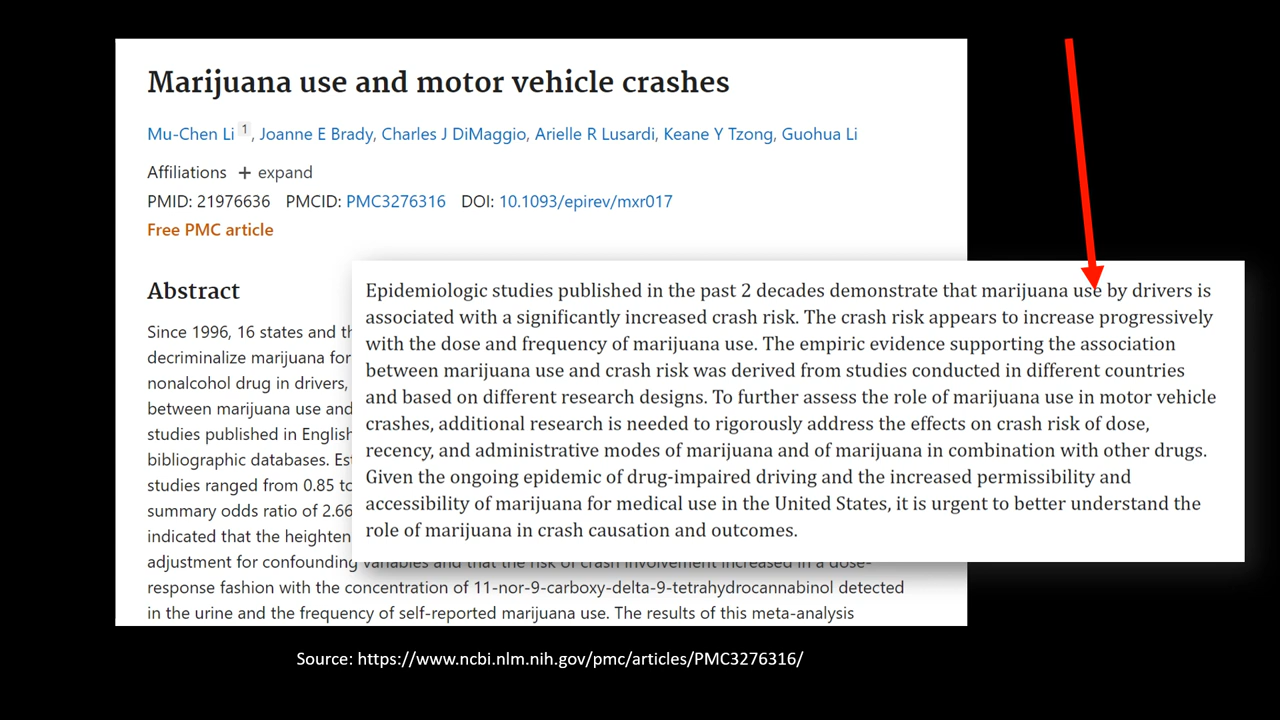 Marijuana use and motor vehicle crashes
Mu-Chen Li 1, Joanne E Brady, Charles J DiMaggio, Arielle R Lusardi, Keane Y Tzong, Guohua Li
Affiliations + expand
PMID: 21976636 PMCID: PMC3276316 DOI: 10.1093/epirev/mxr017
Free PMC article
Abstract
Since 1996, 16 states and th
decriminalize marijuana for
nonalcohol drug in drivers,
between marijuana use and
studies published in English
bibliographic databases. Est
studies ranged from 0.85 to
summary odds ratio of 2.66
indicated that the heighten
adjustment for confounding variables and that the risk of crash involvement increased in a dose-
response fashion with the concentration of 11-nor-9-carboxy-delta-9-tetrahydrocannabinol detected
in the urine and the frequency of self-reported marijuana use. The results of this meta-analysis
Epidemiologic studies published in the past 2 decades demonstrate that marijuana use by drivers is
associated with a significantly increased crash risk. The crash risk appears to increase progressively
with the dose and frequency of marijuana use. The empiric evidence supporting the association
between marijuana use and crash risk was derived from studies conducted in different countries
and based on different research designs. To further assess the role of marijuana use in motor vehicle
crashes, additional research is needed to rigorously address the effects on crash risk of dose,
recency, and administrative modes of marijuana and of marijuana in combination with other drugs.
Given the ongoing epidemic of drug-impaired driving and the increased permissibility and
accessibility of marijuana for medical use in the United States, it is urgent to better understand the
role of marijuana in crash causation and outcomes.
Source: https://www.ncbi.nlm.nih.gov/pmc/articles/PMC3276316/